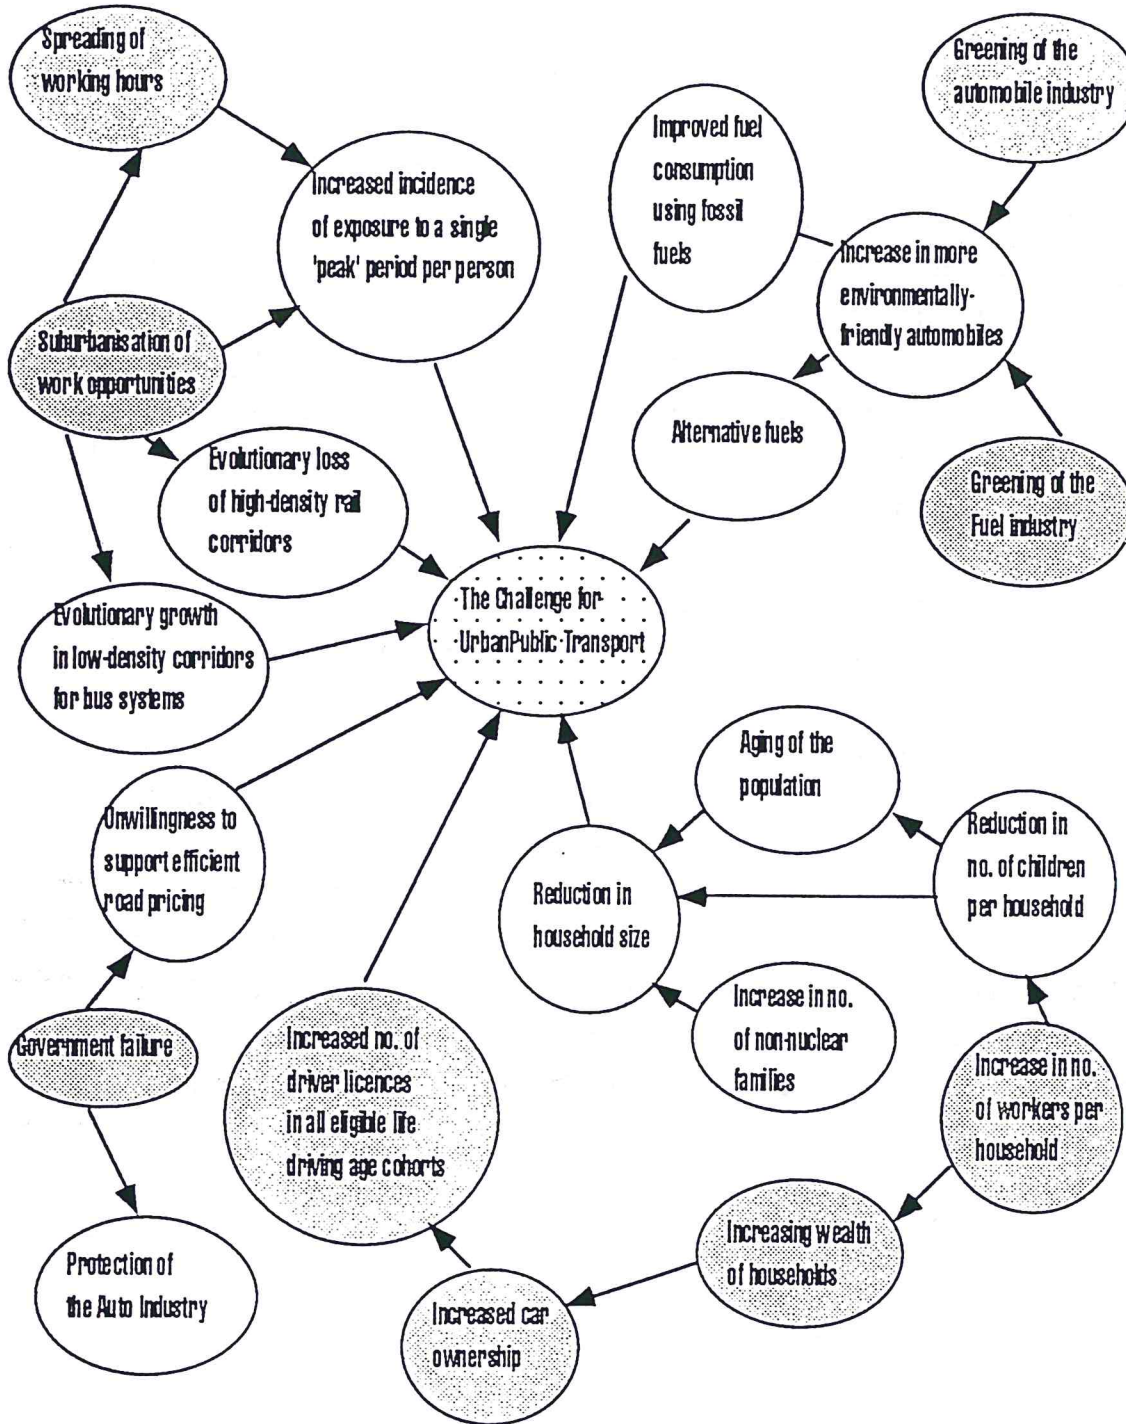 Spreading of
working hours
Greening of the
automobile industry
Improved fuel
consumption
using fossil
fuels
Increased incidence
of exposure to a single
'peak' period per person
Increase in more
environmentally-
friendly automobiles
Suburbanisation of
work opportunities
Alternative fuels
Evolutionary loss
of high-density rail
corridors
Greening of the
Fuel industry
The Challenge for
UrbanPublic Transport
Evolutionary growth
in low-density corridors
for bus systems
Aging of the
population
Unwillingness to
support efficient
road pricing
Reduction in
no. of children
per household
Reduction in
household size
Increase in no.
of non-nuclear
families
Government failure
Increased no. of
driver licences
in all eligible life
driving age cohorts
Increase in no.
of workers per
household
Increasing wealth
of households
Protection of
the Auto Industry
Increased car
ownership